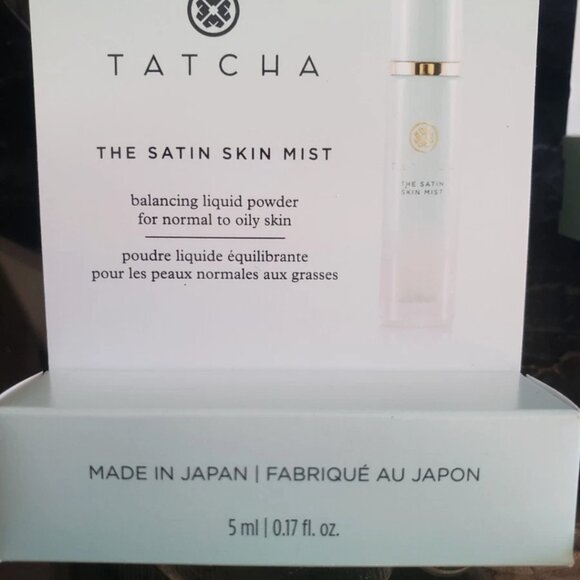 TATCHA
THE SATIN SKIN MIST
balancing liquid powder
for normal to oily skin
poudre liquide équilibrante
pour les peaux normales aux grasses
THE SATIN
SKIN MIST
MADE IN JAPAN | FABRIQUÉ AU JAPON
5 ml | 0.17 fl. oz.